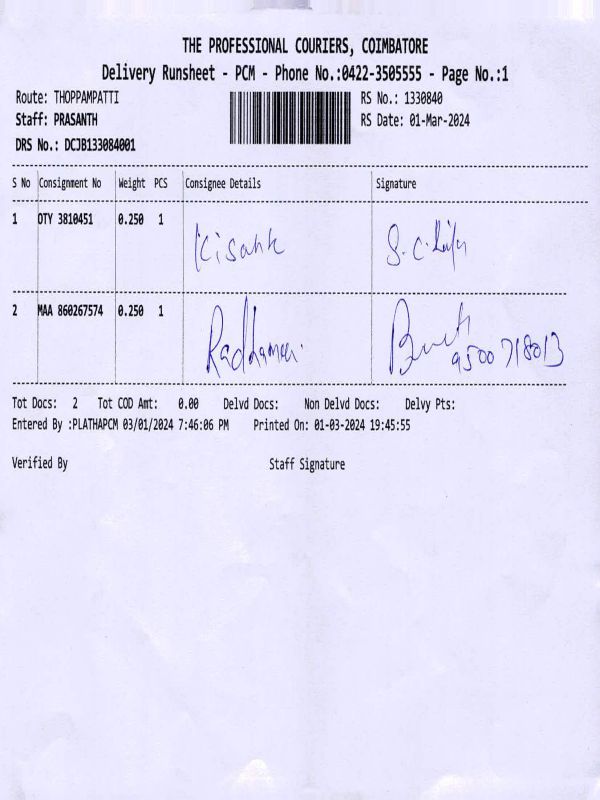 THE PROFESSIONAL COURIERS, COIMBATORE
Delivery Runsheet - PCM - Phone No.:0422-3505555 - Page No.:1
Route: THOPPAMPATTI RS No.: 1330840
Staff: PRASANTH RS Date: 01-Mar-2024
DRS No.: DCJB133084001
S No Consignment No Weight PCS Consignee Details Signature
1 OTY 3810451 0.250 1 Kisahk
2 MAA 860267574 0.250 1
9500718013
Tot Docs: 2 Tot COD Amt: 0.00 Delvd Docs: Non Delvd Docs: Delvy Pts:
Entered By :PLATHAPCM 03/01/2024 7:46:06 PM Printed On: 01-03-2024 19:45:55
Verified By Staff Signature